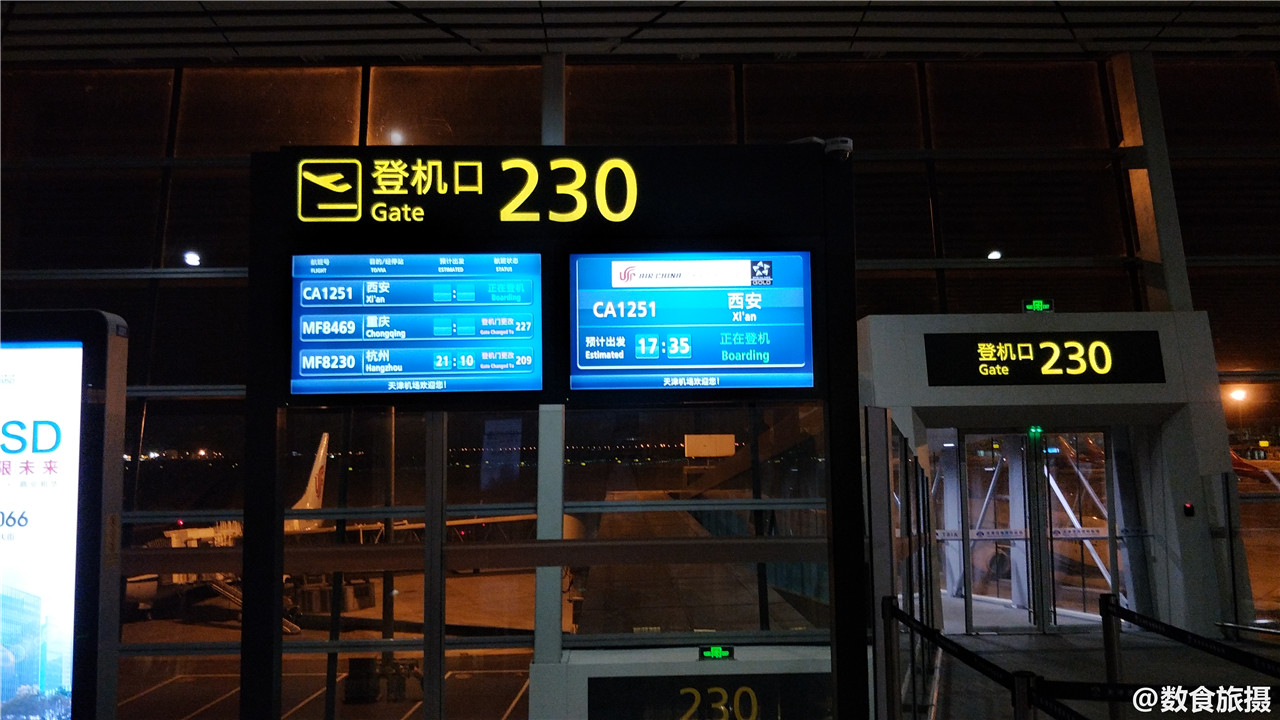 登机口 230
Gate
航班号 目的/经停站 预计出发 航班状态
FLIGHT TO/VIA ESTIMATED STATUS
CA1251 西安 : 正在登机
Xi'an Boarding
MF8469 重庆 : 登机门更改 227
Chongqing Gate Changed To
MF8230 杭州 21:10 登机门更改 209
Hangzhou Gate Changed To
天津机场欢迎您!
AIR CHINA
GOLD
CA1251 西安
Xi'an
预计出发 17:35 正在登机
Estimated Boarding
天津机场欢迎您!
登机口 230
Gate
SD
限未来
066
230
@数食旅摄